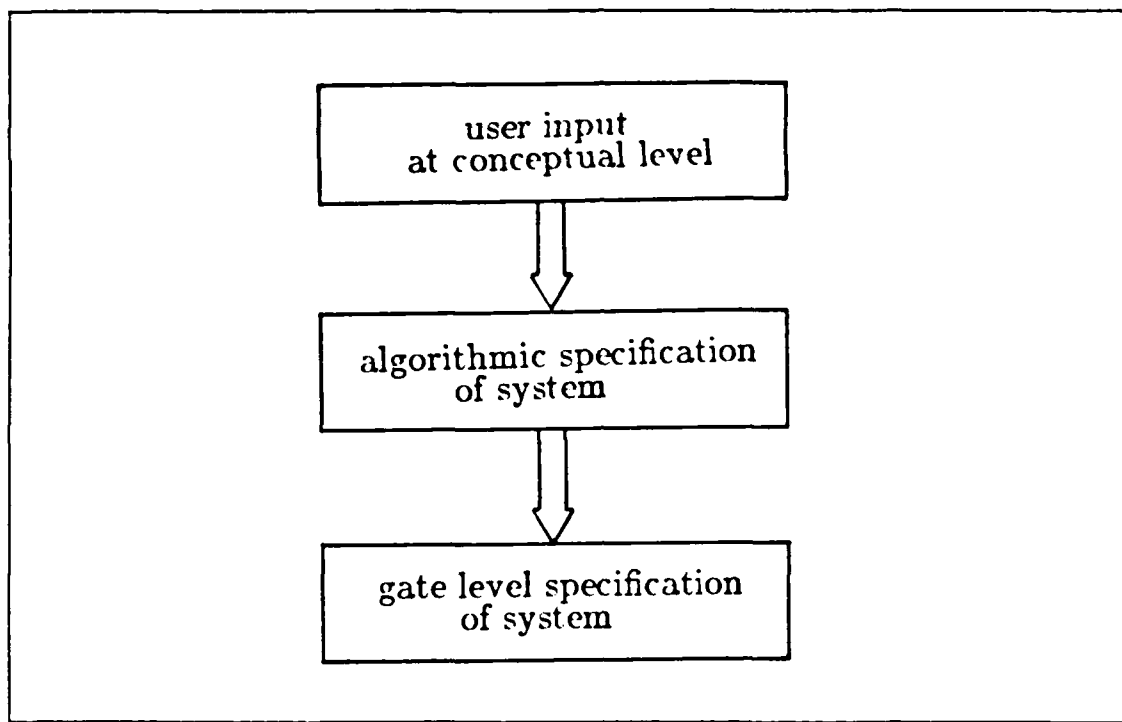 user input
at conceptual level
algorithmic specification
of system
gate level specification
of system